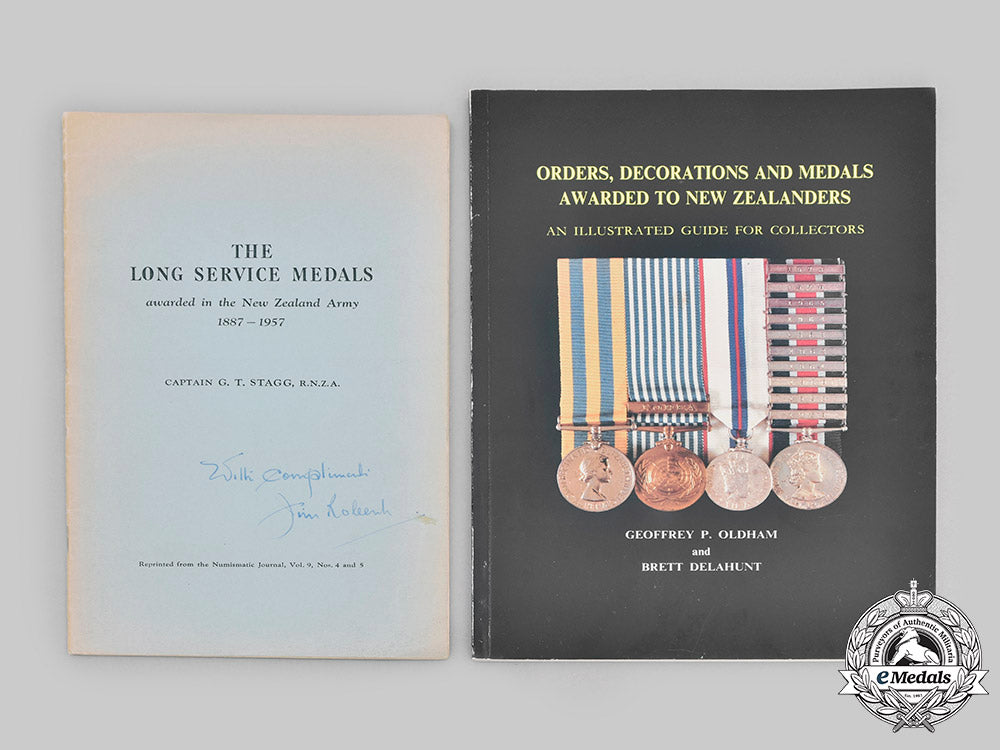 THE
LONG SERVICE MEDALS
awarded in the New Zealand Army
1887 – 1957
CAPTAIN G. T. STAGG, R.N.Z.A.
With Compliments
Jim
Reprinted from the Numismatic Journal, Vol. 9, Nos. 4 and 5
ORDERS, DECORATIONS AND MEDALS
AWARDED TO NEW ZEALANDERS
AN ILLUSTRATED GUIDE FOR COLLECTORS
KOREA
GEOFFREY P. OLDHAM
and
BRETT DELAHUNT
Purveyors of Authentic Militaria
eMedals